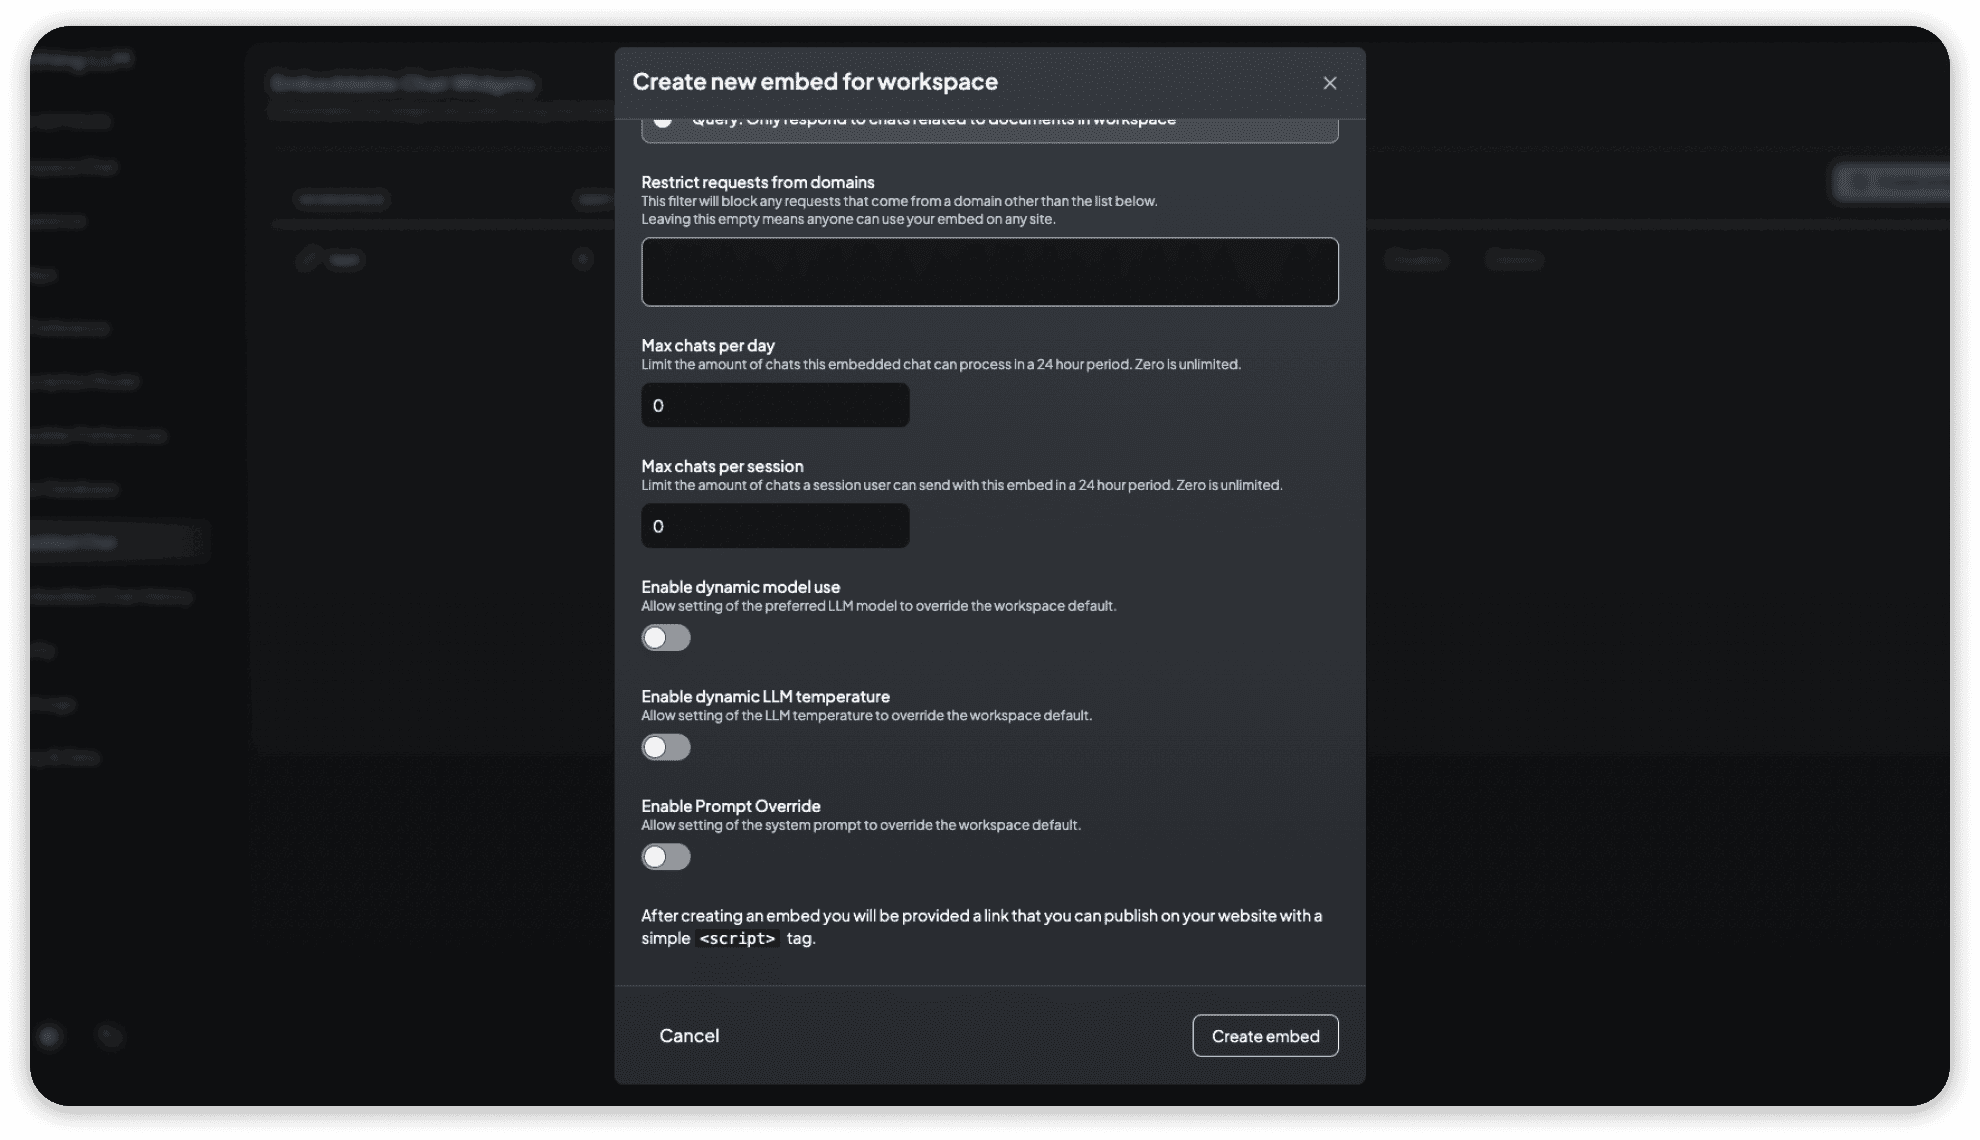 Create new embed for workspace
Query: Only respond to chats related to documents in workspace
Restrict requests from domains
This filter will block any requests that come from a domain other than the list below.
Leaving this empty means anyone can use your embed on any site.
Max chats per day
Limit the amount of chats this embedded chat can process in a 24 hour period. Zero is unlimited.
0
Max chats per session
Limit the amount of chats a session user can send with this embed in a 24 hour period. Zero is unlimited.
0
Enable dynamic model use
Allow setting of the preferred LLM model to override the workspace default.
Enable dynamic LLM temperature
Allow setting of the LLM temperature to override the workspace default.
Enable Prompt Override
Allow setting of the system prompt to override the workspace default.
After creating an embed you will be provided a link that you can publish on your website with a
simple <script> tag.
Cancel
Create embed